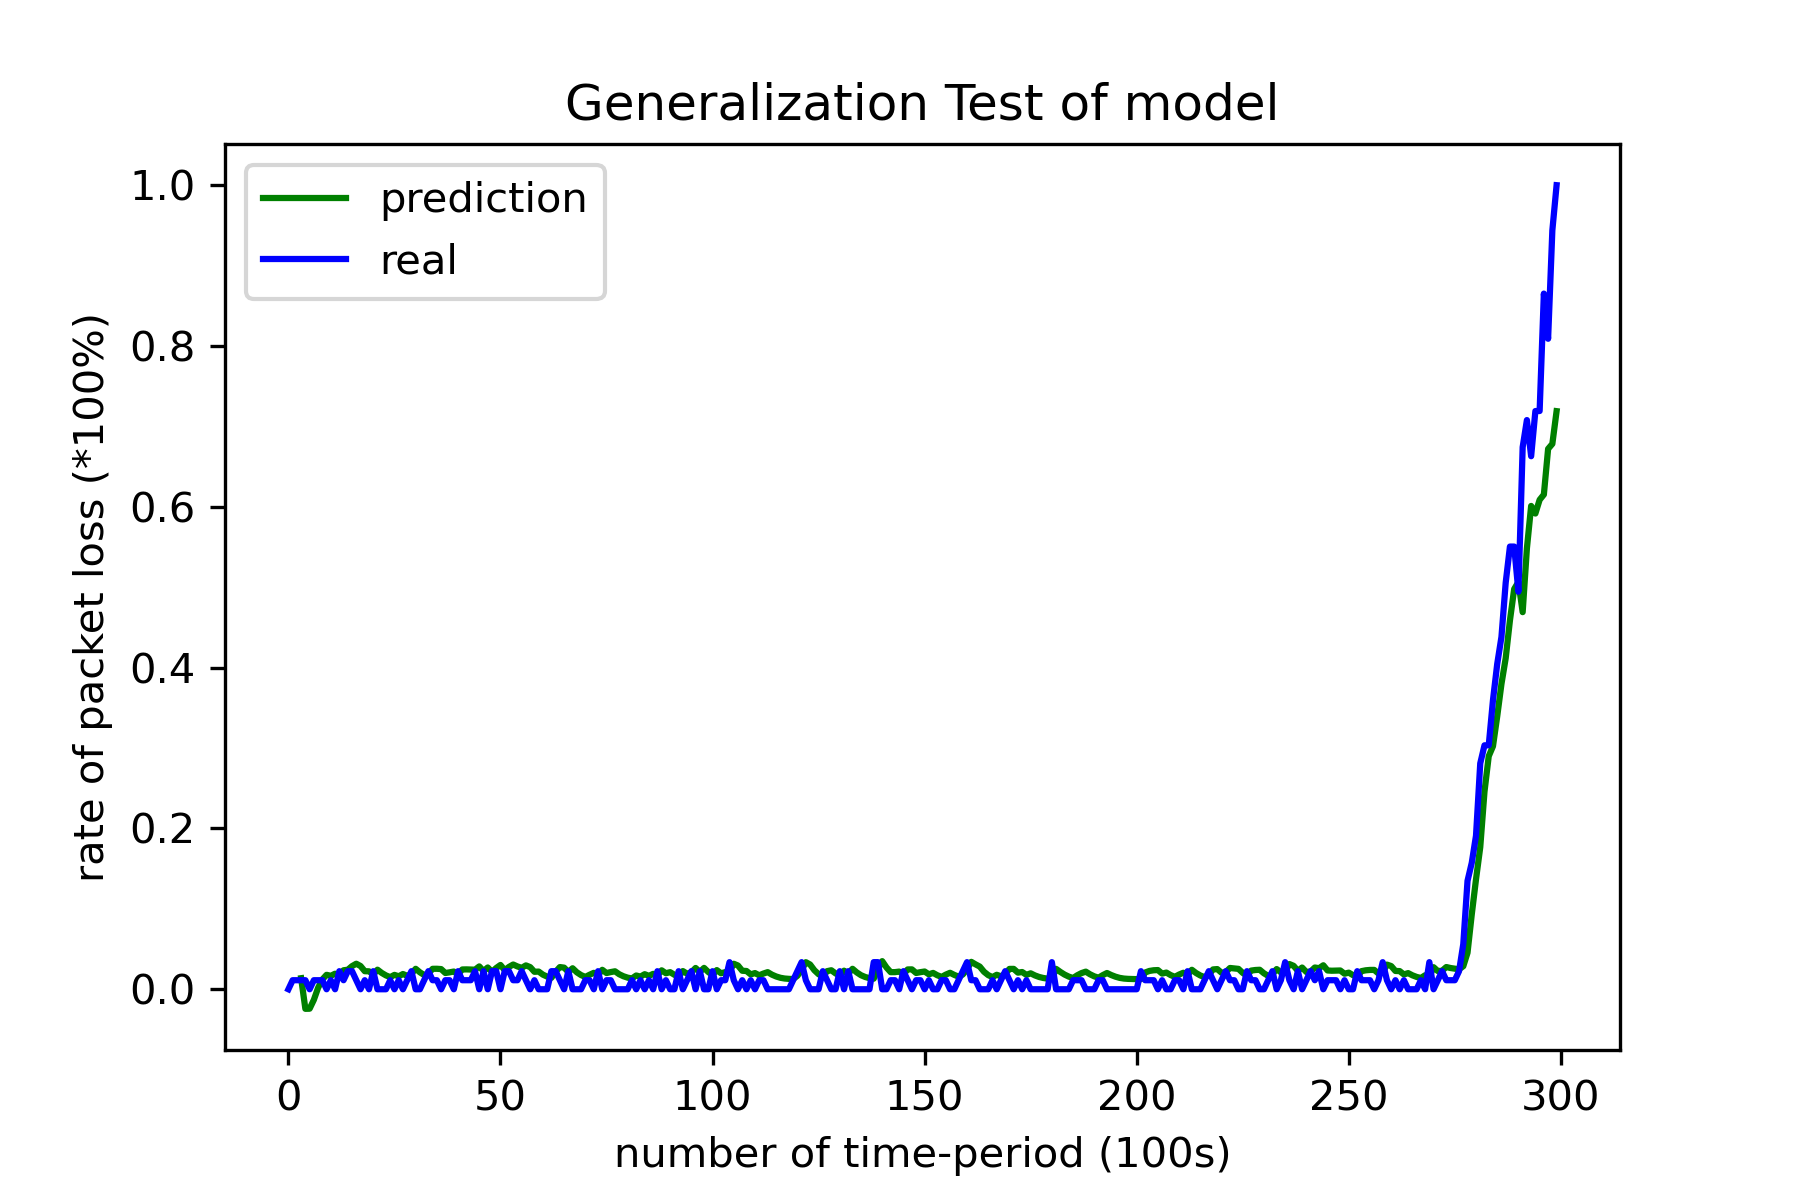 Generalization Test of model
prediction
real
1.0
0.8
0.6
0.4
0.2
0.0
rate of packet loss (*100%)
0 50 100 150 200 250 300
number of time-period (100s)